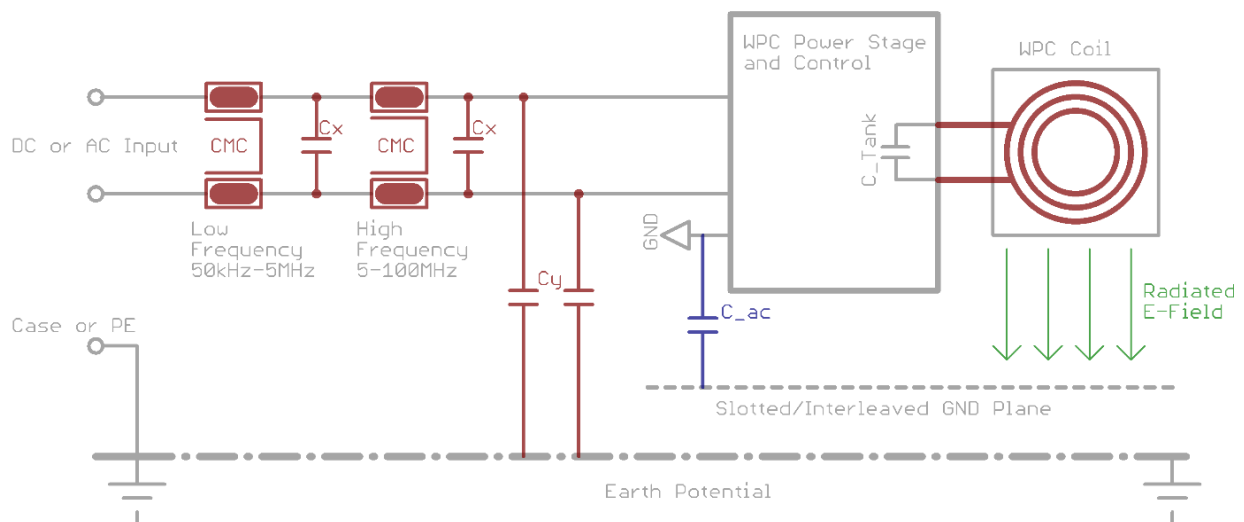 WPC Power Stage
and Control
WPC Coil
DC or AC Input
CMC
Cx
CMC
Cx
C_Tank
Low
Frequency
50kHz-5MHz
High
Frequency
5-100MHz
GND
Cy
C_ac
Radiated
E-Field
Case or PE
Slotted/Interleaved GND Plane
Earth Potential